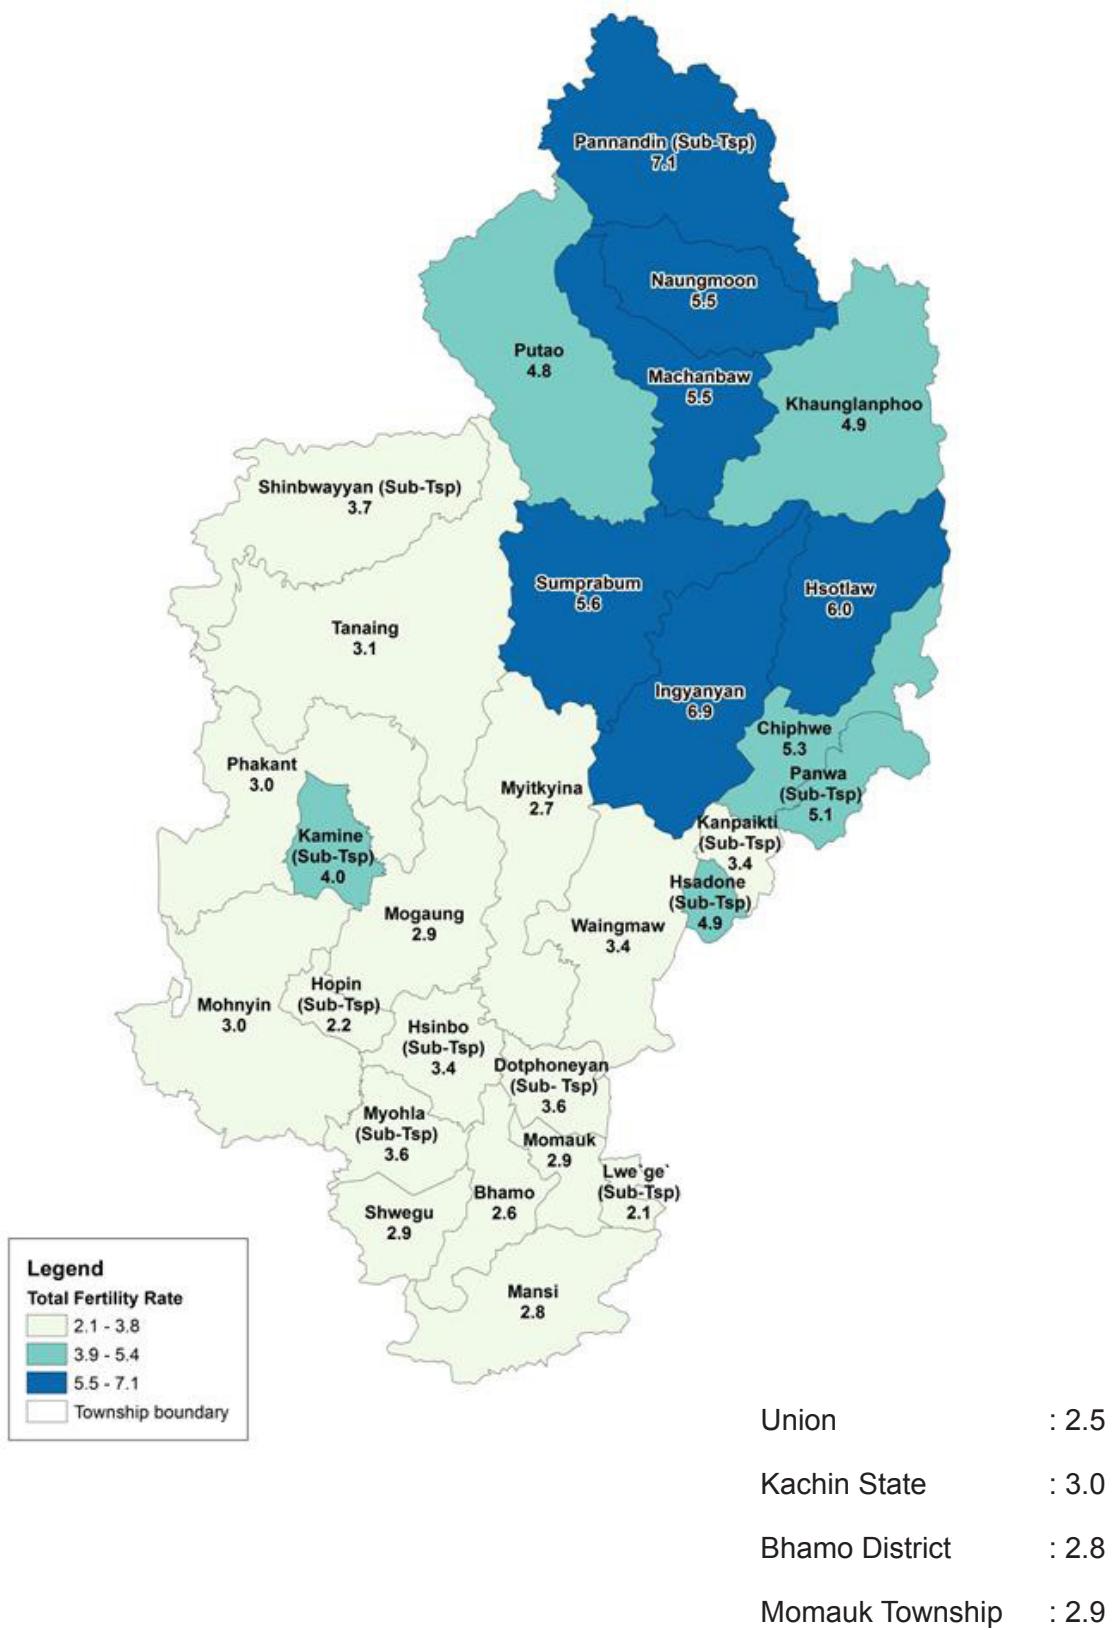 Pannandin (Sub-Tsp)
7.1
Naungmoon
5.5
Putao
4.8
Machanbaw
5.5
Khaunglanphoo
4.9
Shinbwayyan (Sub-Tsp)
3.7
Sumprabum
5.6
Hsotlaw
6.0
Tanaing
3.1
Ingyanyan
6.9
Chiphwe
5.3
Phakant
3.0
Panwa
(Sub-Tsp)
5.1
Myitkyina
2.7
Kanpaikti
(Sub-Tsp)
3.4
Kamine
(Sub-Tsp)
4.0
Hsadone
(Sub-Tsp)
4.9
Mogaung
2.9
Waingmaw
3.4
Hopin
(Sub-Tsp)
2.2
Mohnyin
3.0
Hsinbo
(Sub-Tsp)
3.4
Dotphoneyan
(Sub- Tsp)
3.6
Myohla
(Sub-Tsp)
3.6
Momauk
2.9
Lwe`ge`
(Sub-Tsp)
2.1
Bhamo
2.6
Shwegu
2.9
Mansi
2.8
Legend
Total Fertility Rate
2.1 - 3.8
3.9 - 5.4
5.5 - 7.1
Township boundary
Union : 2.5
Kachin State : 3.0
Bhamo District : 2.8
Momauk Township : 2.9